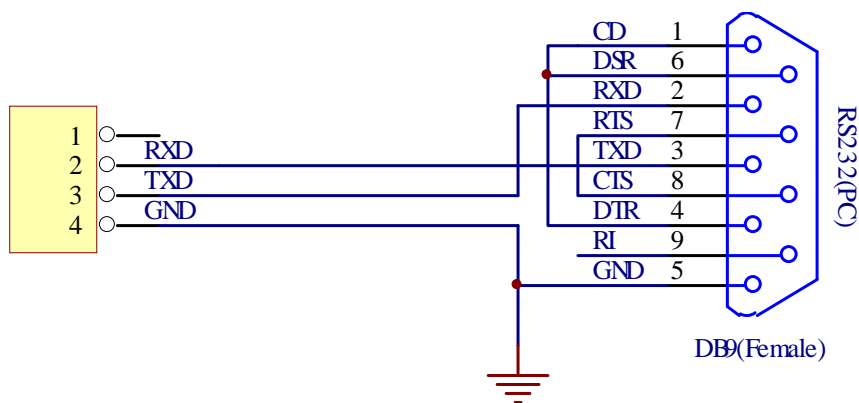 CD 1
DSR 6
RXD 2
RTS 7
TXD 3
CTS 8
DTR 4
RI 9
GND 5
1
2 RXD
3 TXD
4 GND
RS232(PC)
DB9(Female)